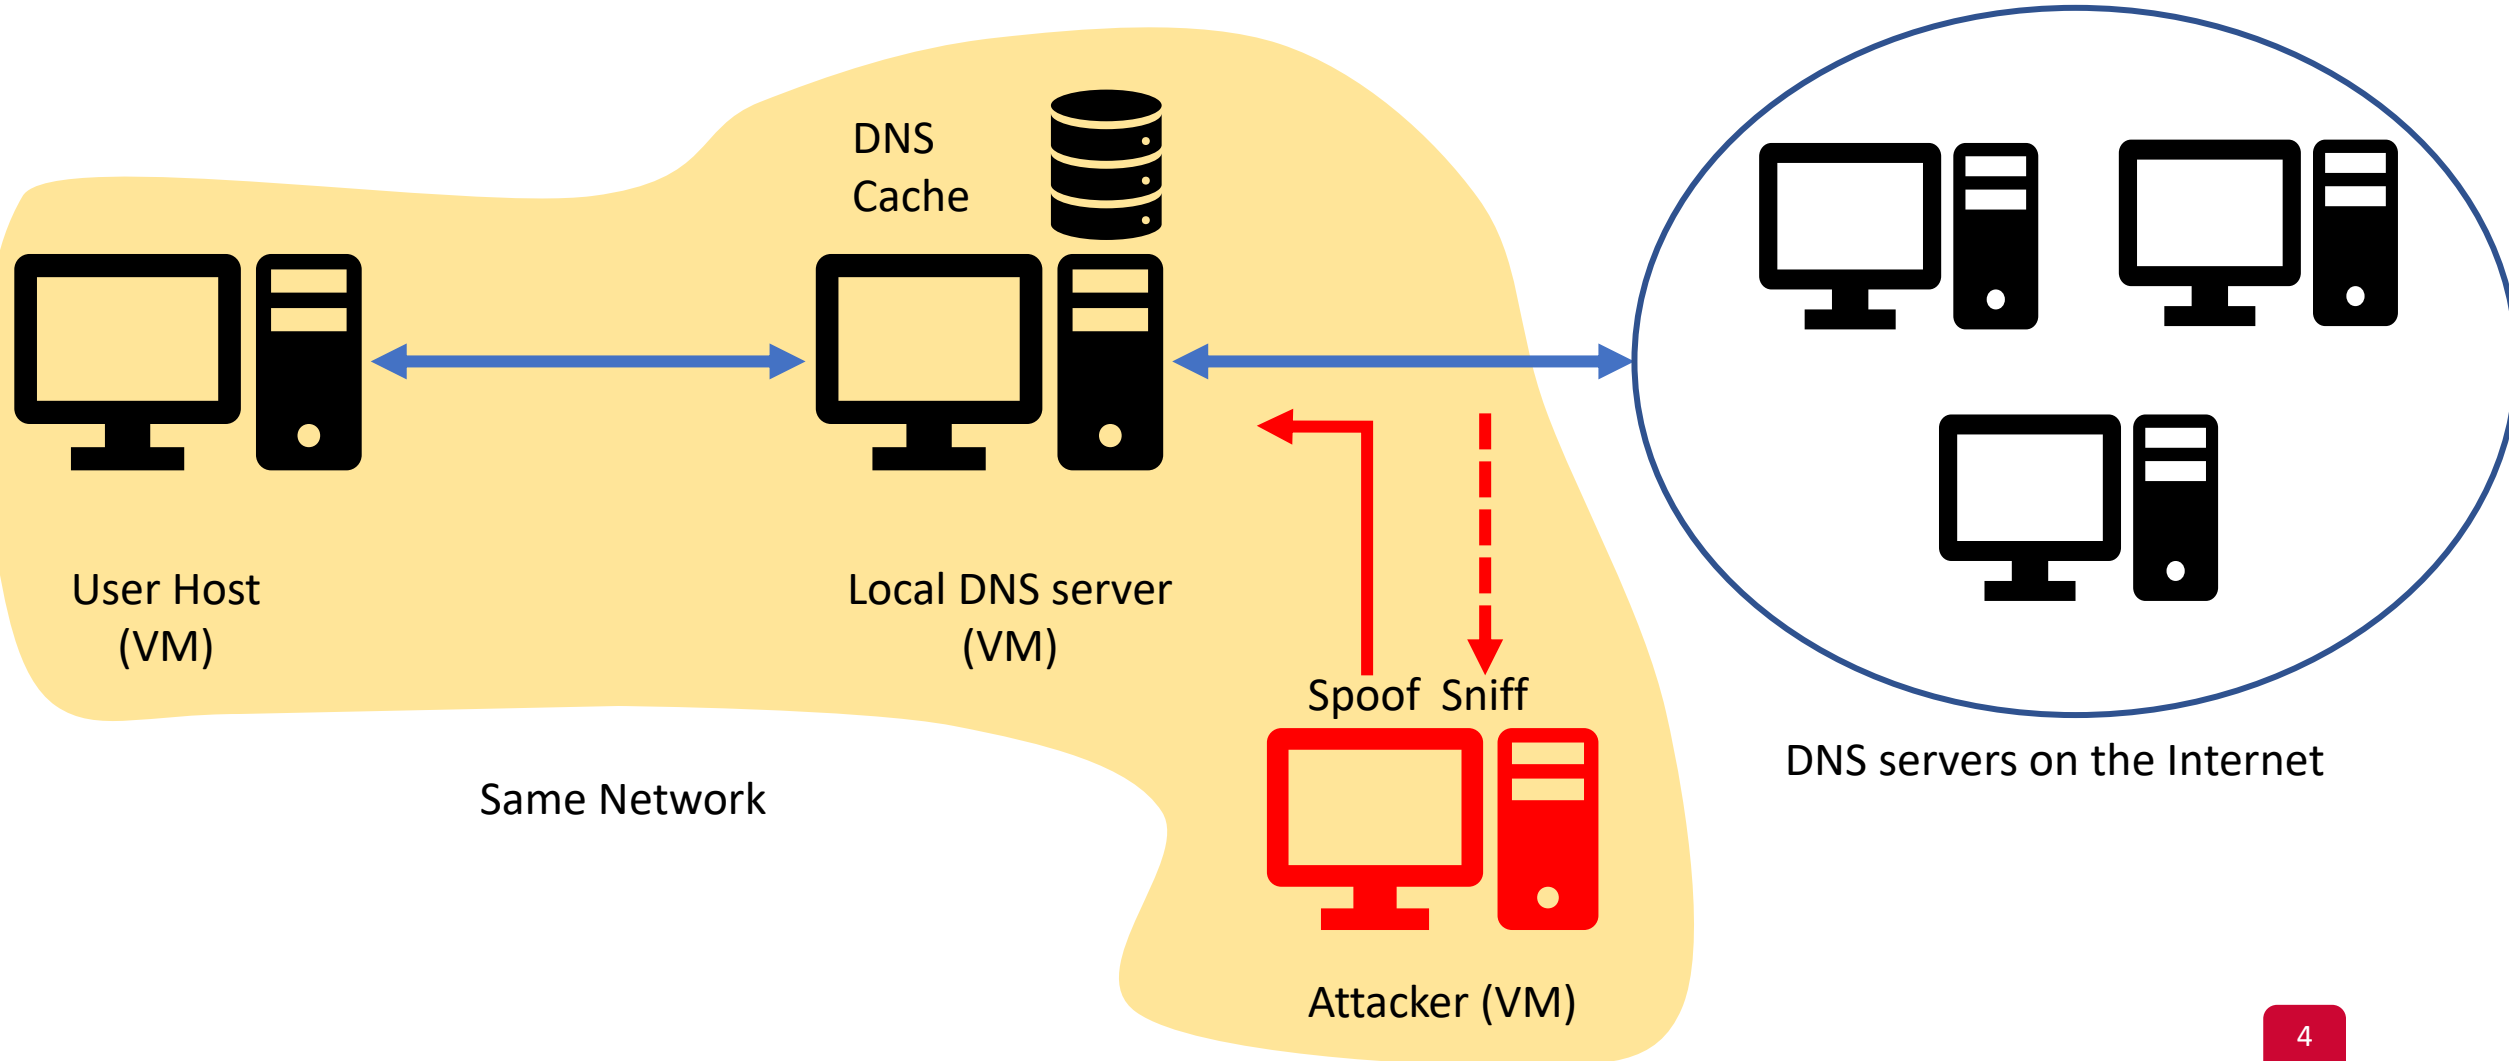 DNS
Cache
User Host
(VM)
Local DNS server
(VM)
Spoof Sniff
DNS servers on the Internet
Same Network
Attacker (VM)
4